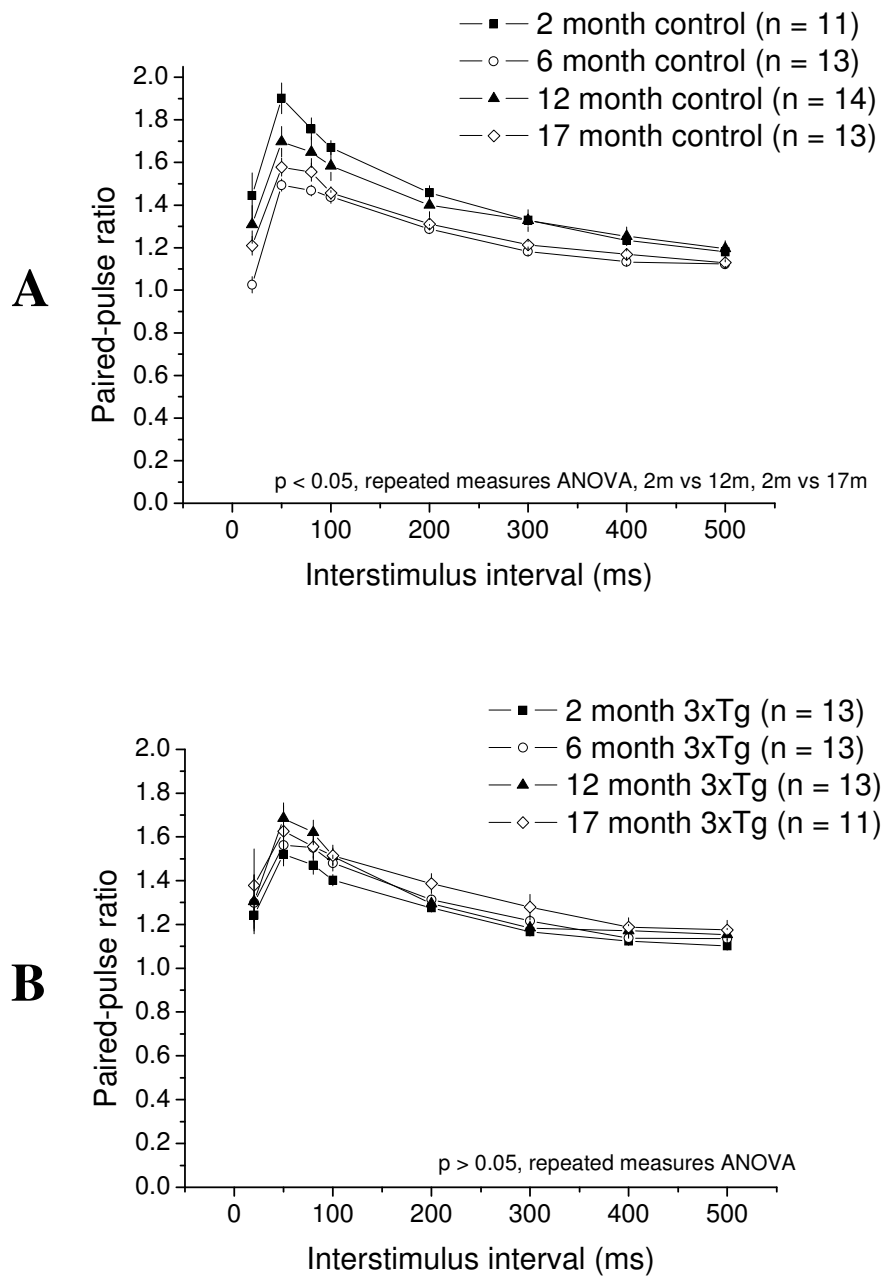 2 month control (n = 11)
6 month control (n = 13)
12 month control (n = 14)
17 month control (n = 13)
A
Paired-pulse ratio
2.0
1.8
1.6
1.4
1.2
1.0
0.8
0.6
0.4
0.2
0.0
p < 0.05, repeated measures ANOVA, 2m vs 12m, 2m vs 17m
0 100 200 300 400 500
Interstimulus interval (ms)
2 month 3xTg (n = 13)
6 month 3xTg (n = 13)
12 month 3xTg (n = 13)
17 month 3xTg (n = 11)
B
Paired-pulse ratio
2.0
1.8
1.6
1.4
1.2
1.0
0.8
0.6
0.4
0.2
0.0
p > 0.05, repeated measures ANOVA
0 100 200 300 400 500
Interstimulus interval (ms)